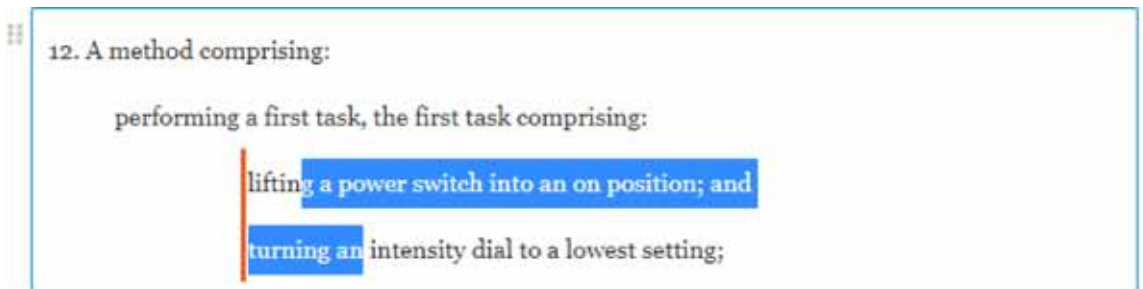 12. A method comprising:
performing a first task, the first task comprising:
lifting a power switch into an on position; and
turning an intensity dial to a lowest setting;